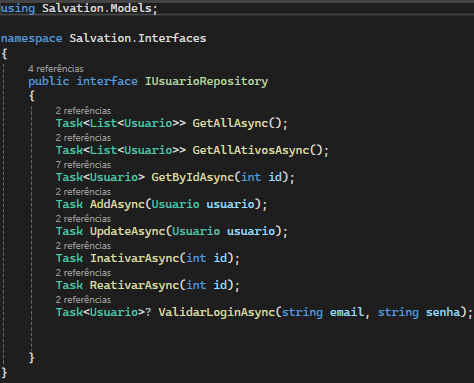 using Salvation.Models;
namespace Salvation.Interfaces
{
4 referências
public interface IUsuarioRepository
{
2 referências
Task<List<Usuario>> GetAllAsync();
2 referências
Task<List<Usuario>> GetAllAtivosAsync();
7 referências
Task<Usuario> GetByIdAsync(int id);
2 referências
Task AddAsync(Usuario usuario);
2 referências
Task UpdateAsync(Usuario usuario);
2 referências
Task InativarAsync(int id);
2 referências
Task ReativarAsync(int id);
2 referências
Task<Usuario>? ValidarLoginAsync(string email, string senha);
}
}